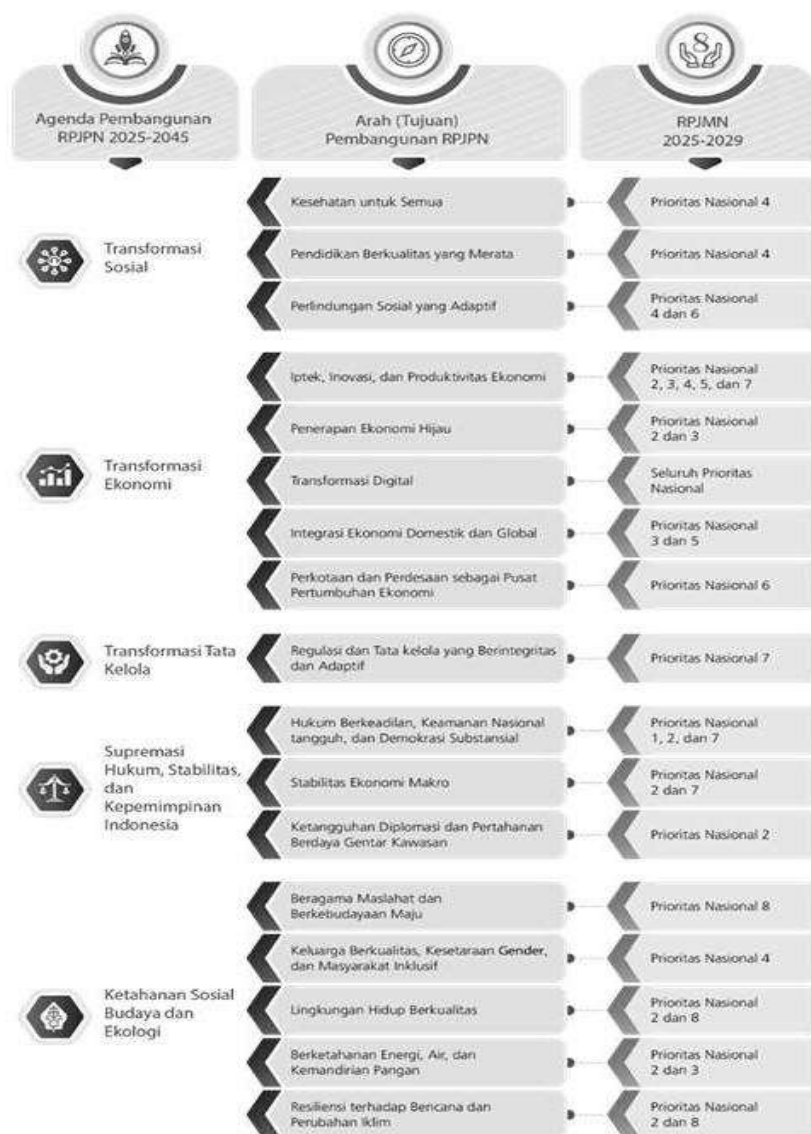 8
Agenda Pembangunan
RPJPN 2025-2045
Arah (Tujuan)
Pembangunan RPJPN
RPJMN
2025-2029
Transformasi
Sosial
Kesehatan untuk Semua
Prioritas Nasional 4
Pendidikan Berkualitas yang Merata
Prioritas Nasional 4
Perlindungan Sosial yang Adaptif
Prioritas Nasional
4 dan 6
Transformasi
Ekonomi
Iptek, Inovasi, dan Produktivitas Ekonomi
Prioritas Nasional
2, 3, 4, 5, dan 7
Penerapan Ekonomi Hijau
Prioritas Nasional
2 dan 3
Transformasi Digital
Seluruh Prioritas
Nasional
Integrasi Ekonomi Domestik dan Global
Prioritas Nasional
3 dan 5
Perkotaan dan Perdesaan sebagai Pusat
Pertumbuhan Ekonomi
Prioritas Nasional 6
Transformasi Tata
Kelola
Regulasi dan Tata kelola yang Berintegritas
dan Adaptif
Prioritas Nasional 7
Supremasi
Hukum, Stabilitas,
dan
Kepemimpinan
Indonesia
Hukum Berkeadilan, Keamanan Nasional
tangguh, dan Demokrasi Substansial
Prioritas Nasional
1, 2, dan 7
Stabilitas Ekonomi Makro
Prioritas Nasional
2 dan 7
Ketangguhan Diplomasi dan Pertahanan
Berdaya Gentar Kawasan
Prioritas Nasional 2
Ketahanan Sosial
Budaya dan
Ekologi
Beragama Maslahat dan
Berkebudayaan Maju
Prioritas Nasional 8
Keluarga Berkualitas, Kesetaraan Gender,
dan Masyarakat Inklusif
Prioritas Nasional 4
Lingkungan Hidup Berkualitas
Prioritas Nasional
2 dan 8
Berketahanan Energi, Air, dan
Kemandirian Pangan
Prioritas Nasional
2 dan 3
Resiliensi terhadap Bencana dan
Perubahan Iklim
Prioritas Nasional
2 dan 8